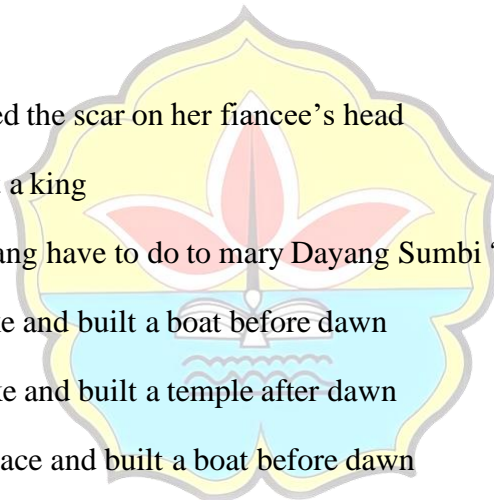 ed the scar on her fiancee’s head
a king
ang have to do to mary Dayang Sumbi ‘
e and built a boat before dawn
e and built a temple after dawn
ace and built a boat before dawn